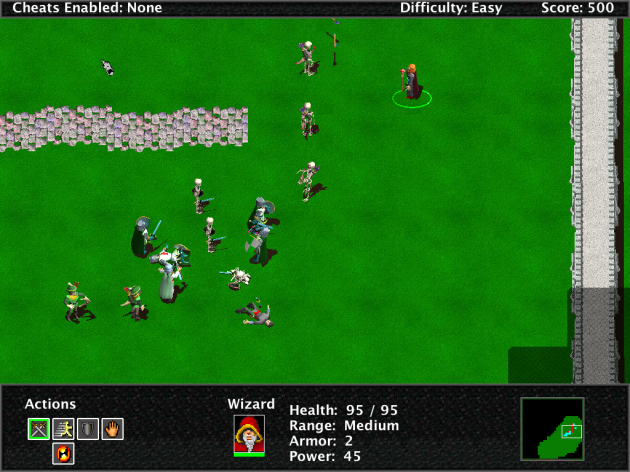 Cheats Enabled: None Difficulty: Easy Score: 500
Actions
Wizard
Health: 95 / 95
Range: Medium
Armor: 2
Power: 45